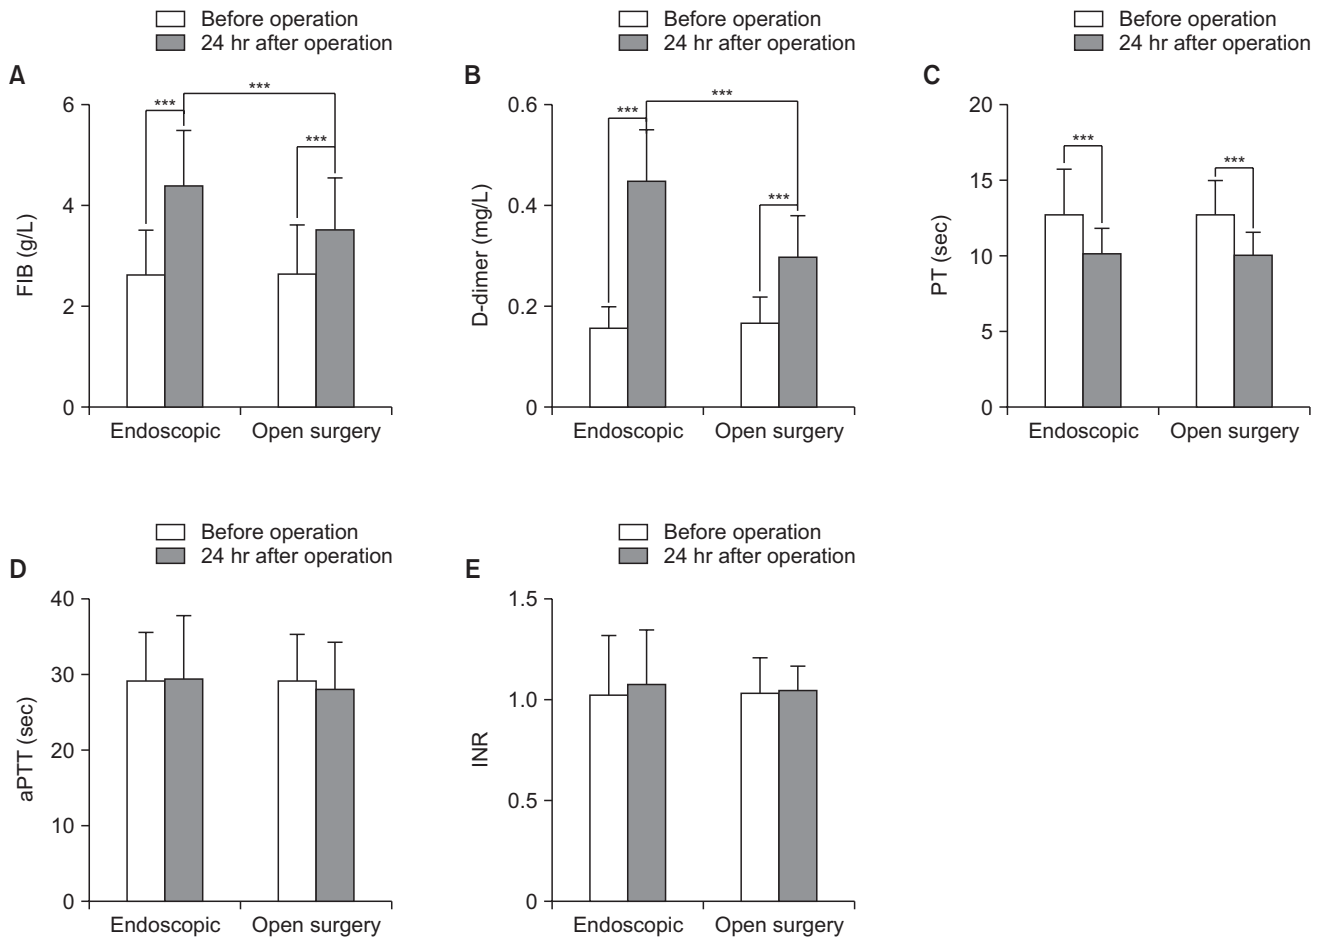 Before operation
24 hr after operation
A
6
4
2
0
FIB (g/L)
***
***
***
Endoscopic
Open surgery
Before operation
24 hr after operation
B
0.6
0.4
0.2
0
D-dimer (mg/L)
***
***
***
Endoscopic
Open surgery
Before operation
24 hr after operation
C
20
15
10
5
0
PT (sec)
***
***
Endoscopic
Open surgery
Before operation
24 hr after operation
D
40
30
20
10
0
aPTT (sec)
Endoscopic
Open surgery
Before operation
24 hr after operation
E
1.5
1.0
0.5
0
INR
Endoscopic
Open surgery